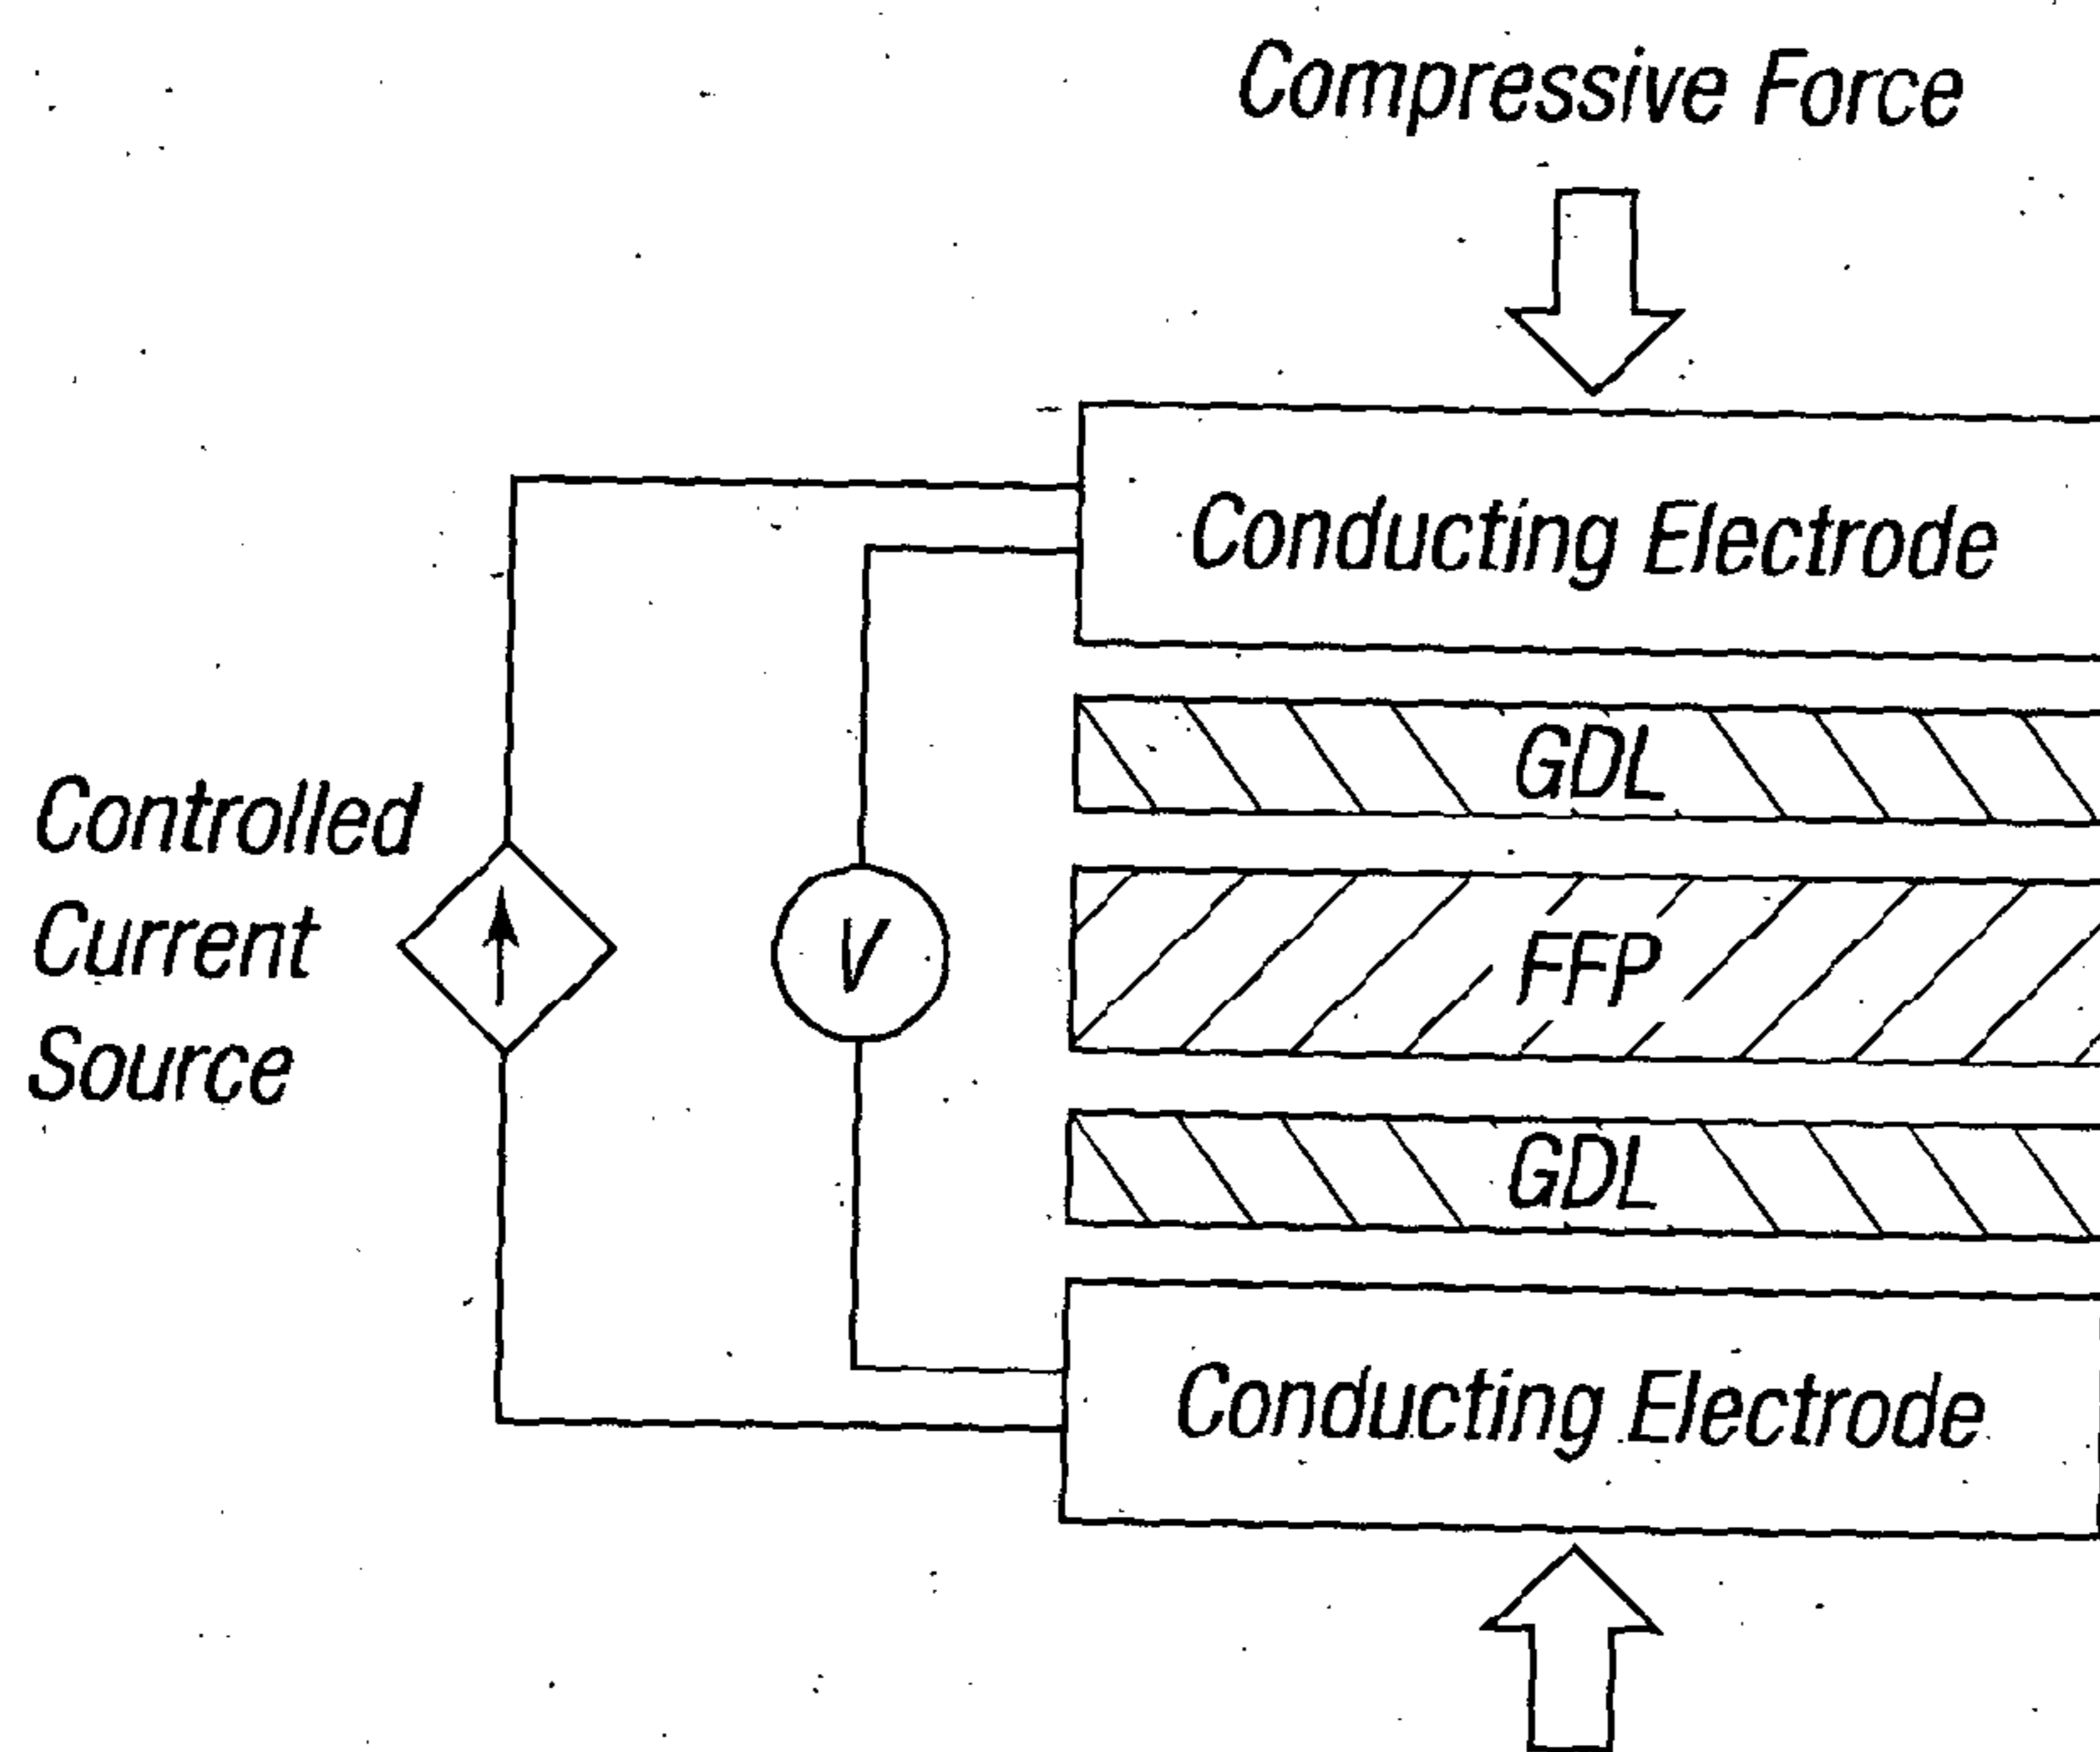 Compressive Force
Conducting Electrode
GDL
Controlled
Current
Source
V
FFP
GDL
Conducting Electrode